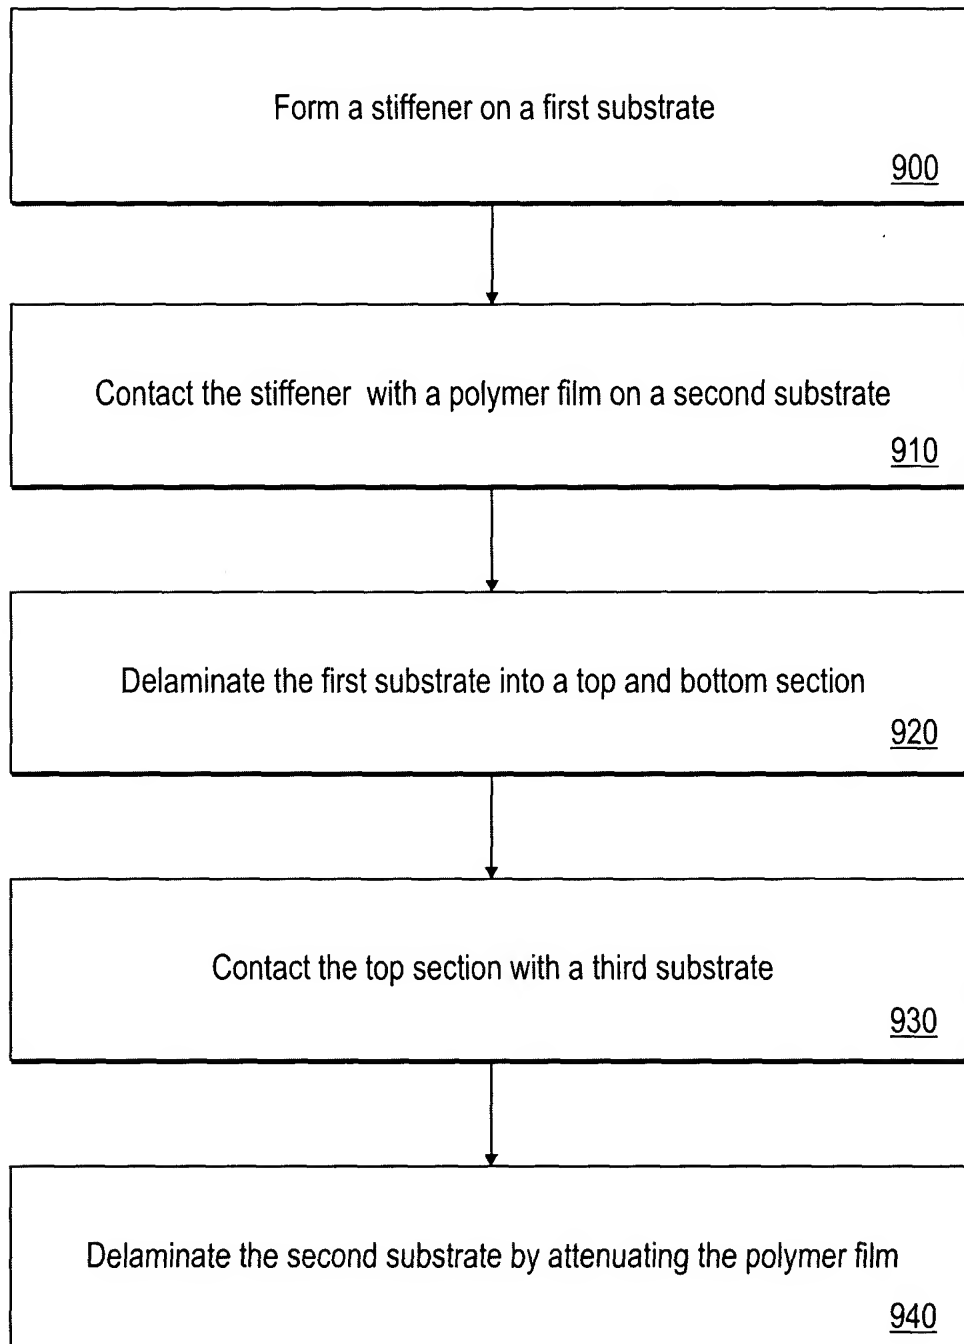 Form a stiffener on a first substrate
900
Contact the stiffener with a polymer film on a second substrate
910
Delaminate the first substrate into a top and bottom section
920
Contact the top section with a third substrate
930
Delaminate the second substrate by attenuating the polymer film
940